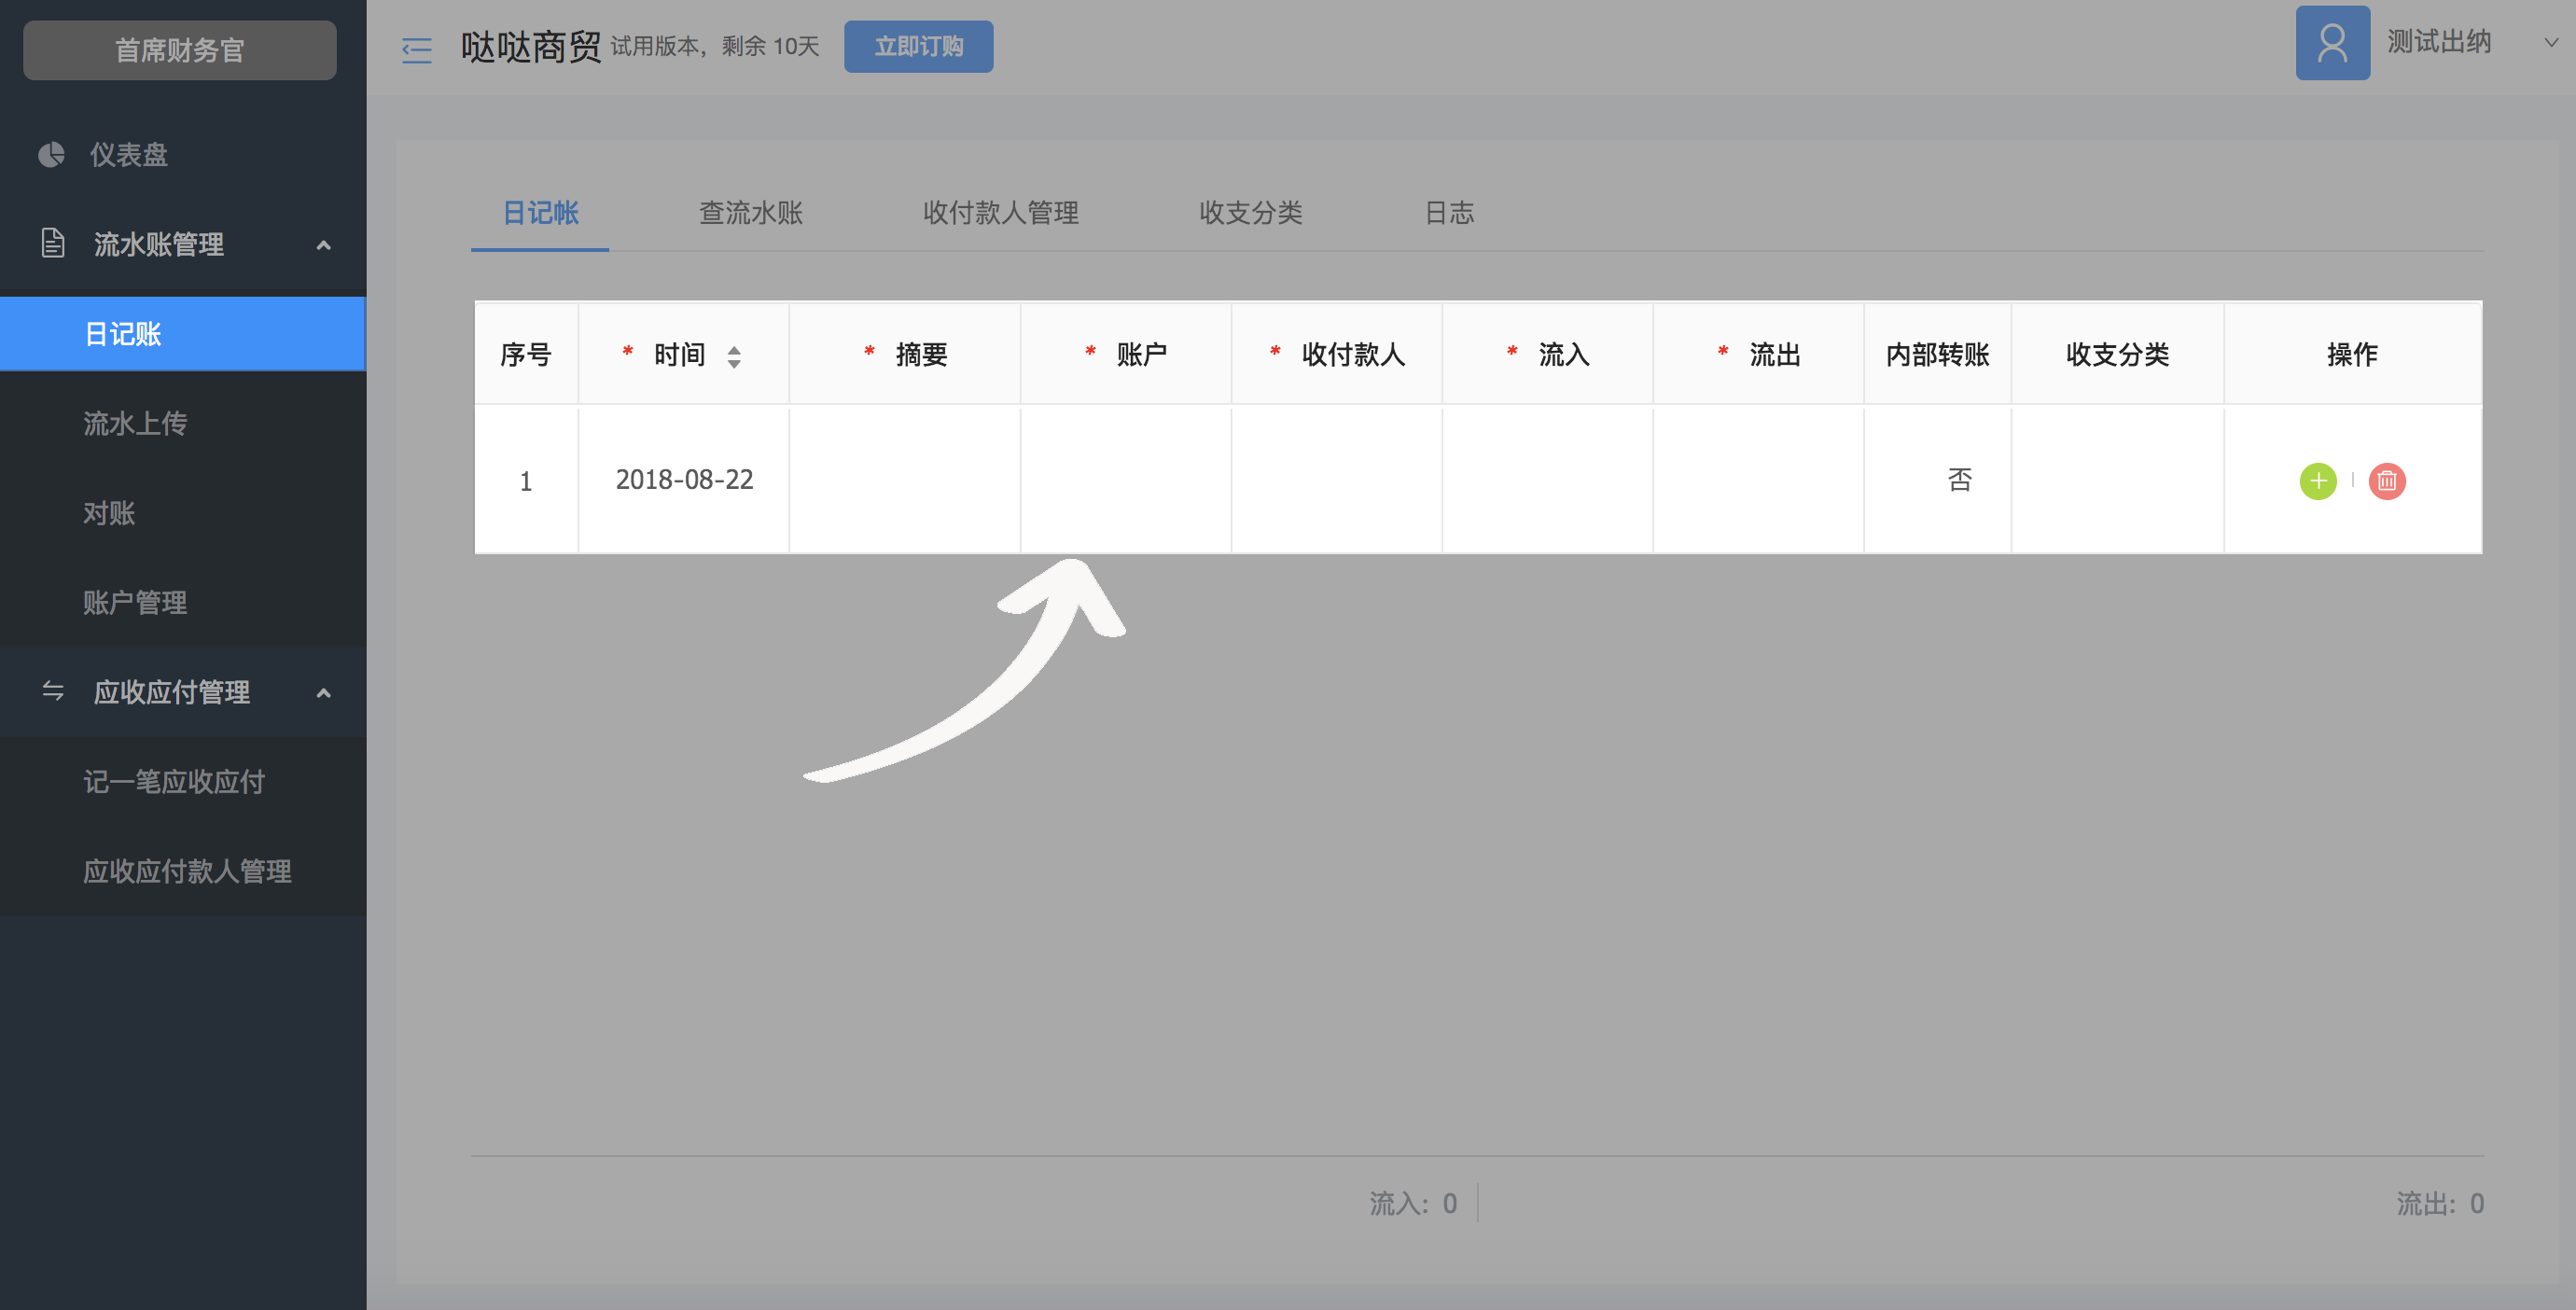 首席财务官
哒哒商贸 试用版本，剩余 10天 立即订购
测试出纳
仪表盘
流水账管理
日记账
流水上传
对账
账户管理
应收应付管理
记一笔应收应付
应收应付款人管理
日记帐 查流水账 收付款人管理 收支分类 日志
序号 * 时间 * 摘要 * 账户 * 收付款人 * 流入 * 流出 内部转账 收支分类 操作
1 2018-08-22 否
流入: 0 流出: 0